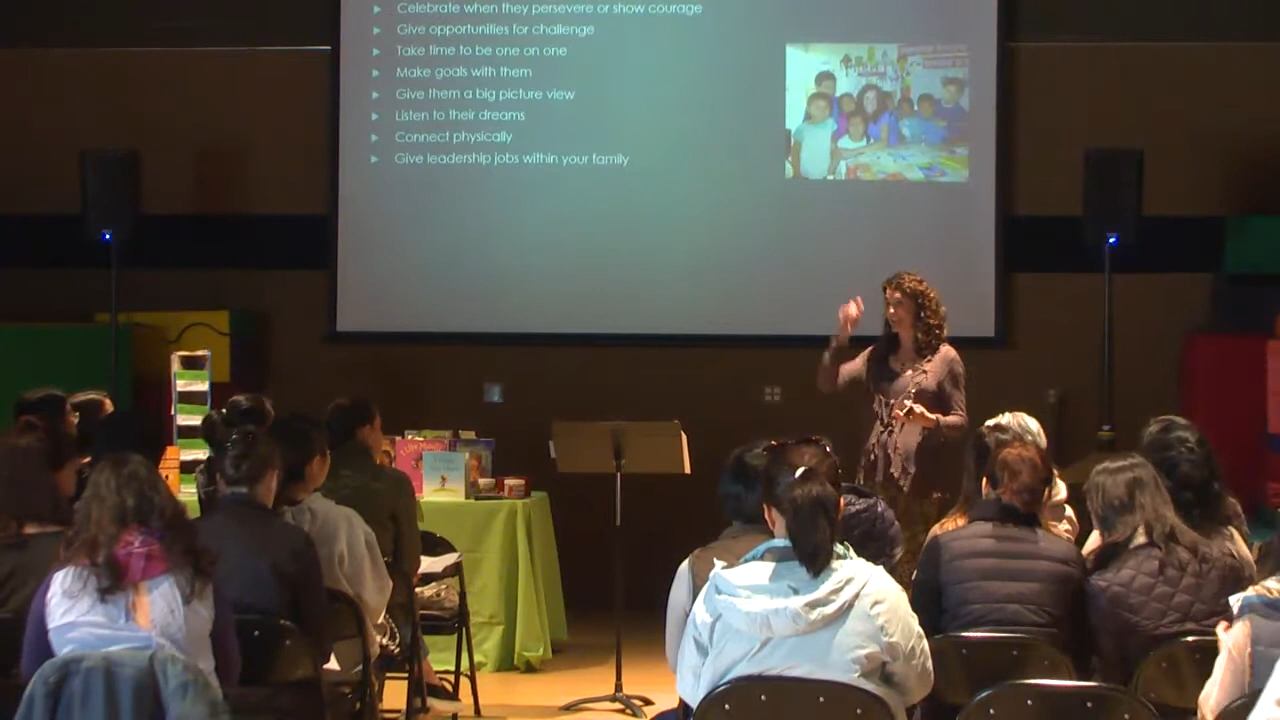 Celebrate when they persevere or show courage
Give opportunities for challenge
Take time to be one on one
Make goals with them
Give them a big picture view
Listen to their dreams
Connect physically
Give leadership jobs within your family